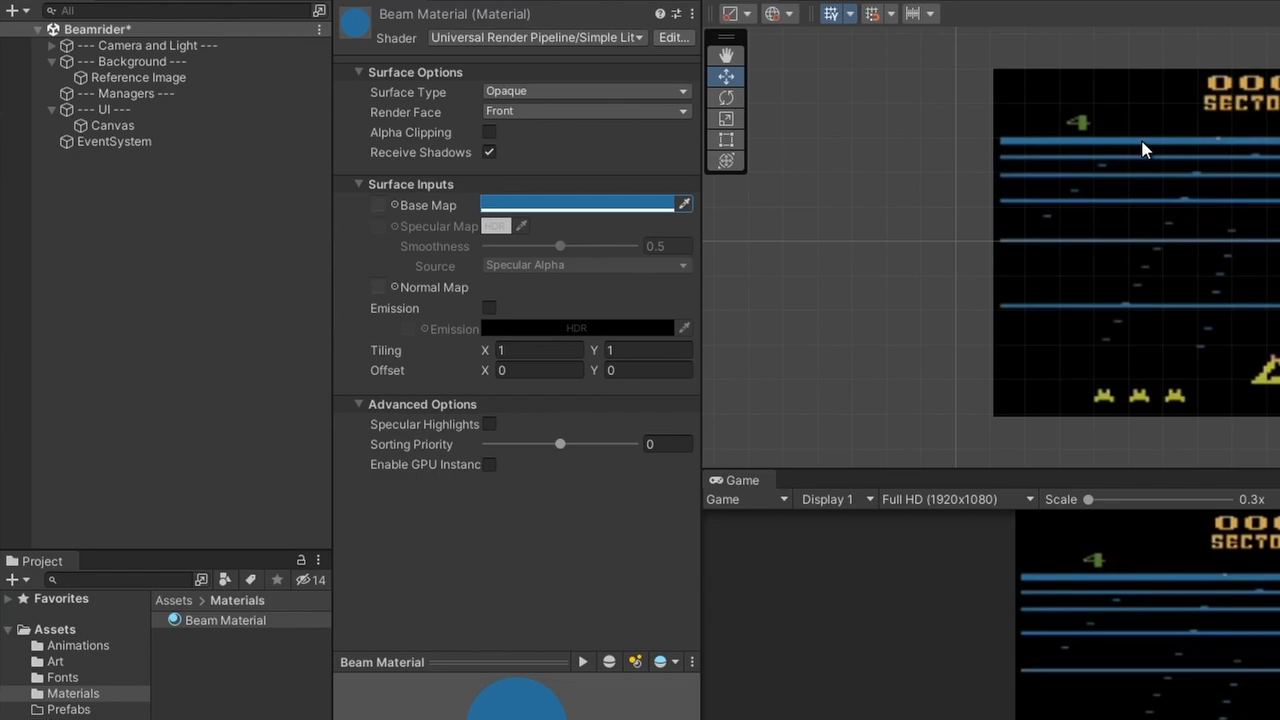 All
Beamrider*
--- Camera and Light ---
--- Background ---
Reference Image
--- Managers ---
--- UI ---
Canvas
EventSystem
Project
14
Favorites
Assets
Animations
Art
Fonts
Materials
Prefabs
Assets > Materials
Beam Material
Beam Material (Material)
Shader Universal Render Pipeline/Simple Lit Edit...
Surface Options
Surface Type Opaque
Render Face Front
Alpha Clipping
Receive Shadows
Surface Inputs
Base Map
Specular Map HDR
Smoothness 0.5
Source Specular Alpha
Normal Map
Emission
Emission HDR
Tiling X 1 Y 1
Offset X 0 Y 0
Advanced Options
Specular Highlights
Sorting Priority 0
Enable GPU Instanc
Beam Material
000
SECTO
4
Game
Game Display 1 Full HD (1920x1080) Scale 0.3x
000
SECTO
4